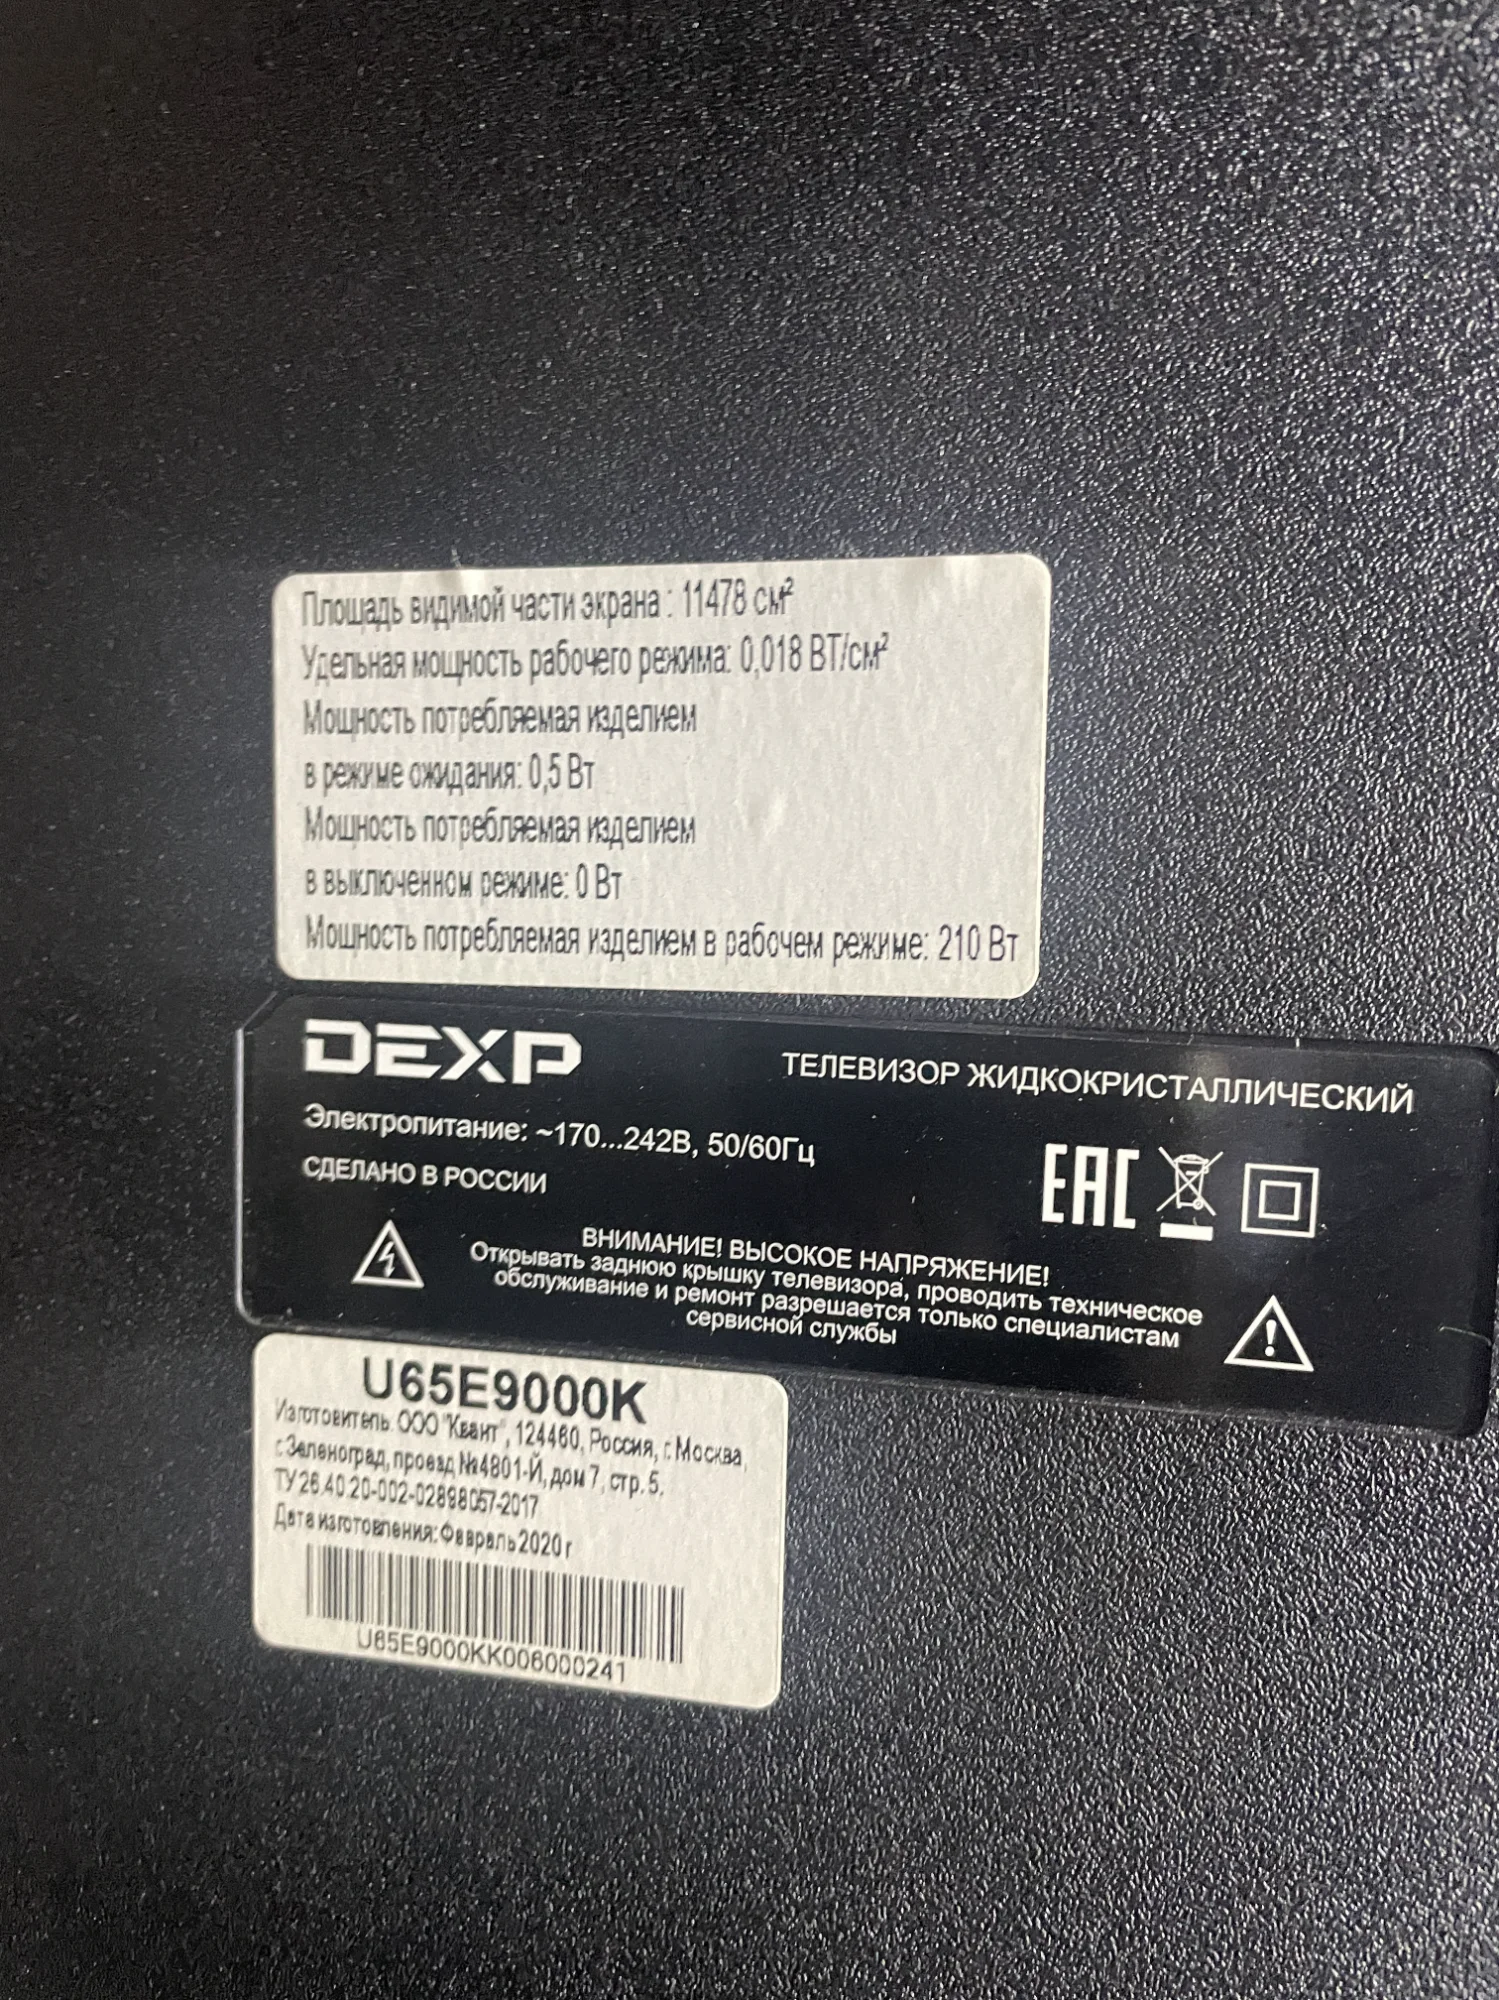 Площадь видимой части экрана : 11478 см²
Удельная мощность рабочего режима: 0,018 ВТ/см²
Мощность потребляемая изделием
в режиме ожидания: 0,5 Вт
Мощность потребляемая изделием
в выключенном режиме: 0 Вт
Мощность потребляемая изделием в рабочем режиме: 210 Вт
DEXP
ТЕЛЕВИЗОР ЖИДКОКРИСТАЛЛИЧЕСКИЙ
Электропитание: ~170...242В, 50/60Гц
СДЕЛАНО В РОССИИ
EAC
ВНИМАНИЕ! ВЫСОКОЕ НАПРЯЖЕНИЕ!
Открывать заднюю крышку телевизора, проводить техническое
обслуживание и ремонт разрешается только специалистам
сервисной службы
U65E9000K
Изготовитель: ООО "Квант", 124460, Россия, г. Москва,
г. Зеленоград, проезд №4801-Й, дом 7, стр. 5.
ТУ 26.40.20-002-02898057-2017
Дата изготовления: Февраль 2020 г
U65E9000KK006000241